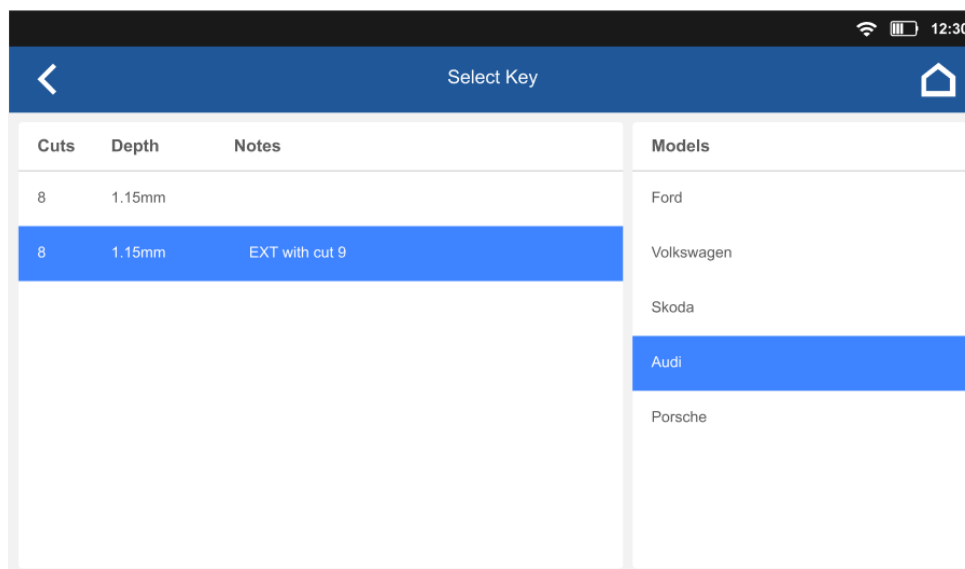 12:30
Select Key
Cuts Depth Notes
8 1.15mm
8 1.15mm EXT with cut 9
Models
Ford
Volkswagen
Skoda
Audi
Porsche